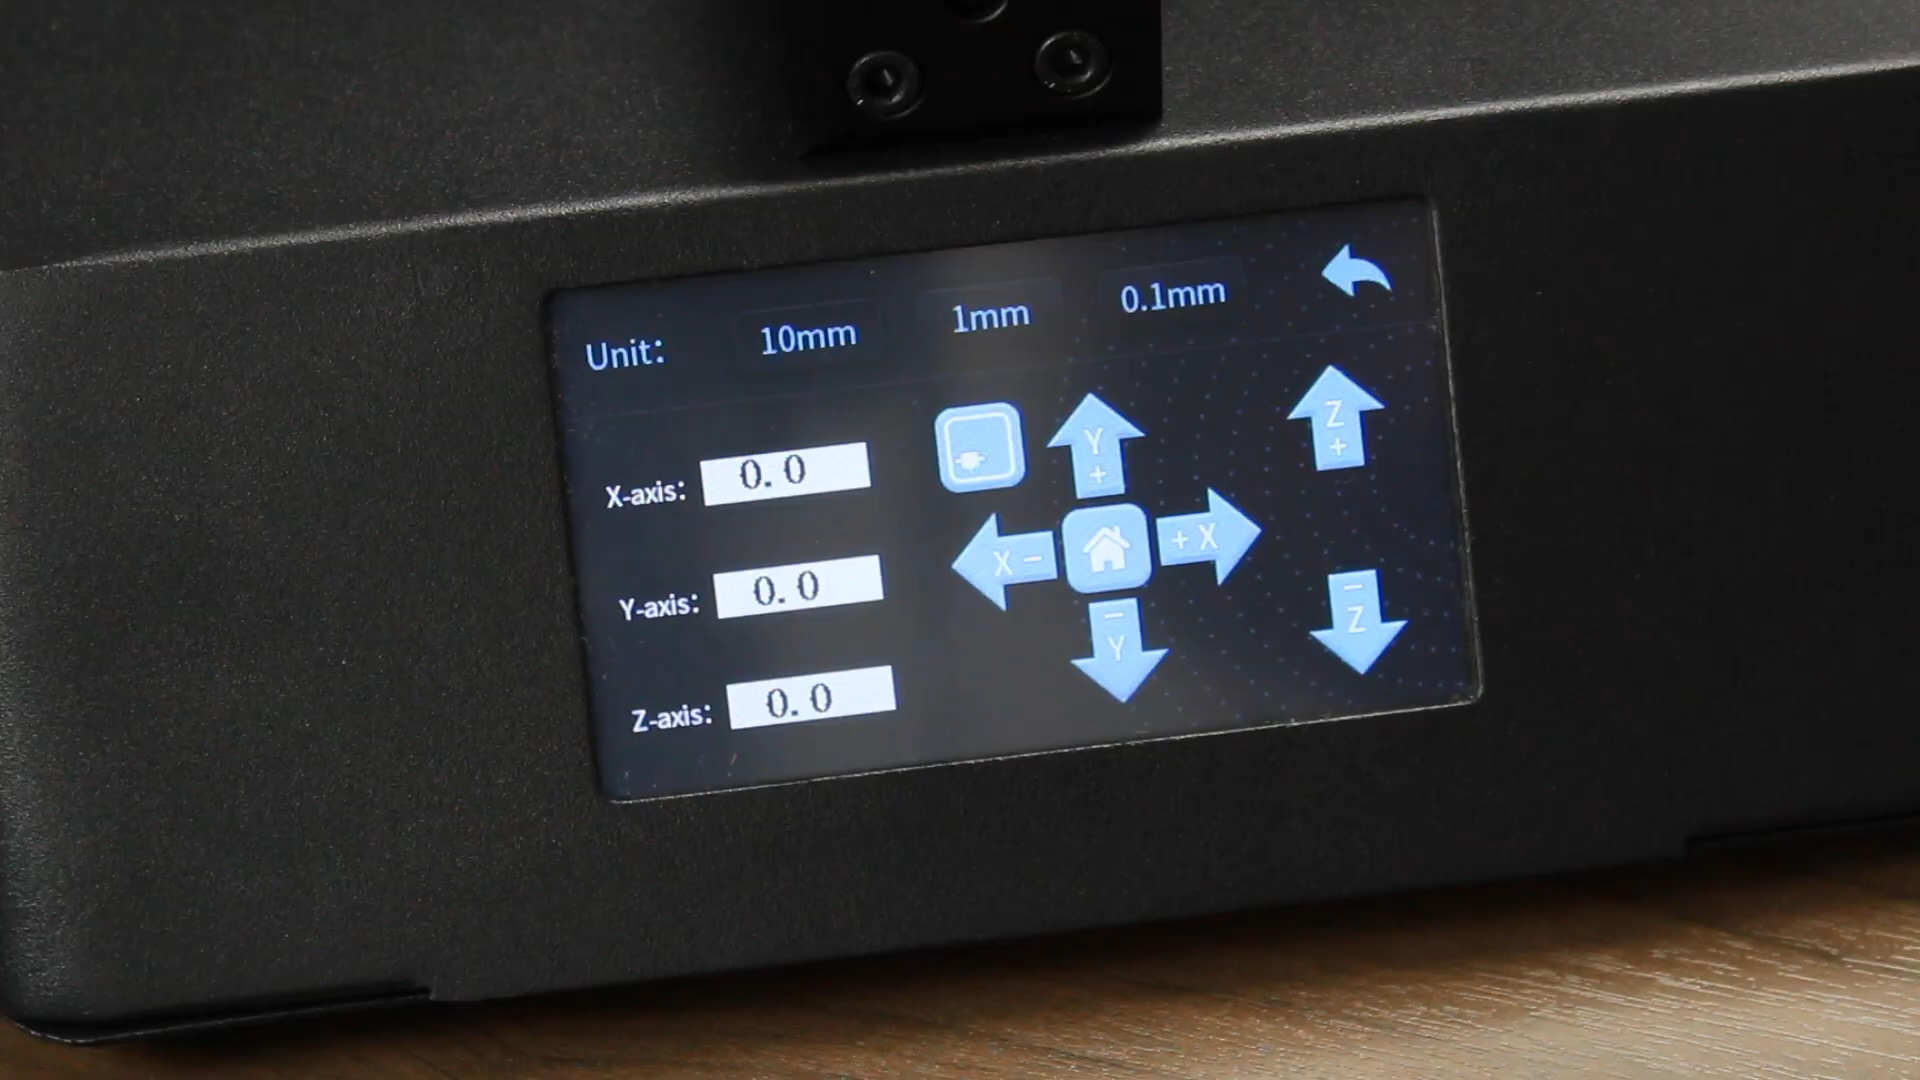 Unit: 10mm 1mm 0.1mm
X-axis: 0.0
Y-axis: 0.0
Z-axis: 0.0
Y +
X -
+ X
- Y
Z +
- Z